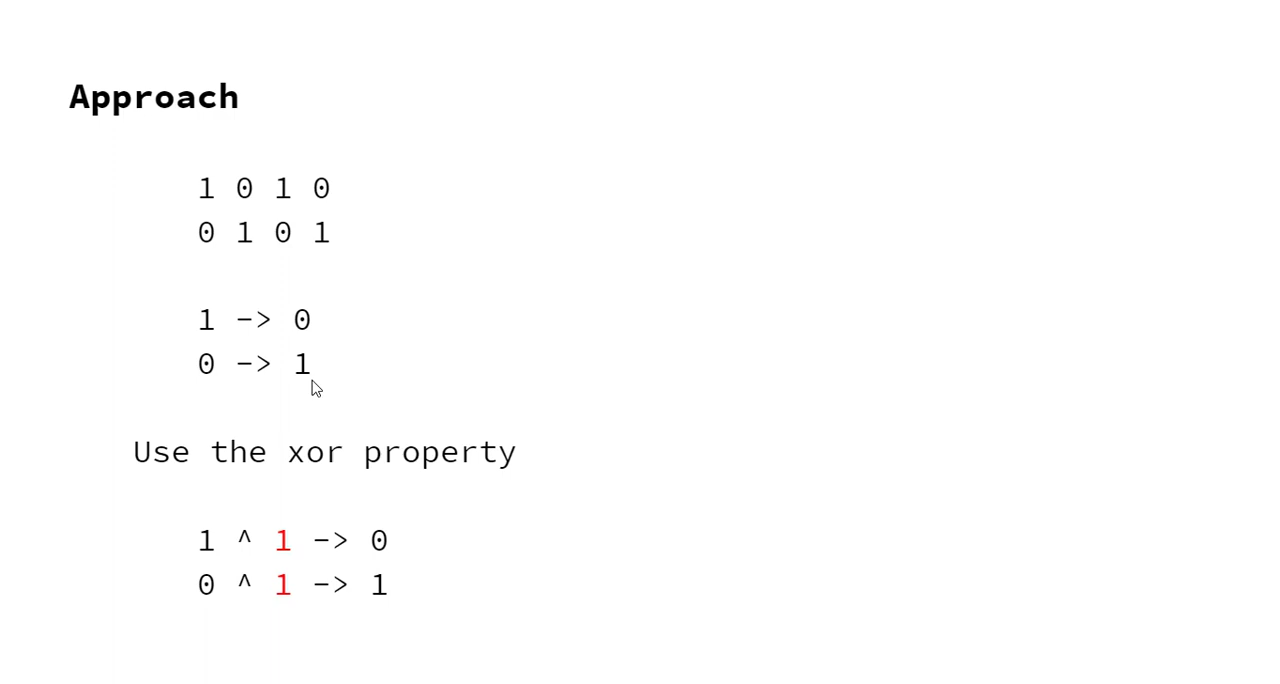 Approach
1 0 1 0
0 1 0 1
1 -> 0
0 -> 1
Use the xor property
1 ^ 1 -> 0
0 ^ 1 -> 1